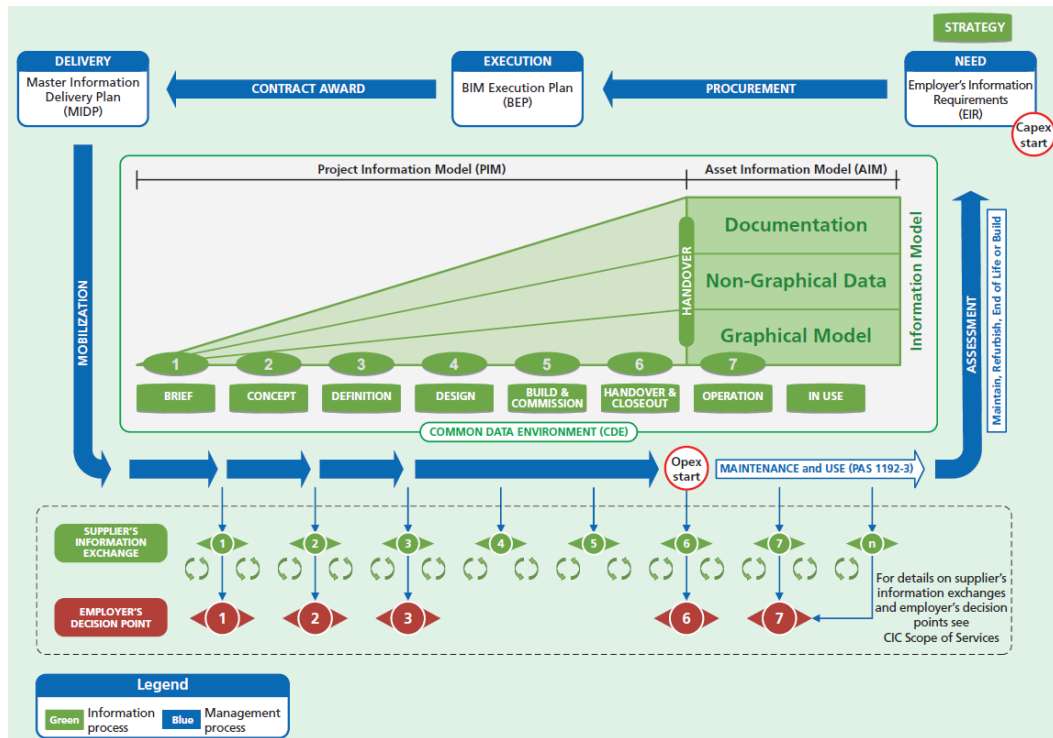 STRATEGY
DELIVERY
Master Information
Delivery Plan
(MIDP)
CONTRACT AWARD
EXECUTION
BIM Execution Plan
(BEP)
PROCUREMENT
NEED
Employer's Information
Requirements
(EIR)
Capex
start
Project Information Model (PIM)
Asset Information Model (AIM)
Documentation
Non-Graphical Data
Graphical Model
HANDOVER
Information Model
MOBILIZATION
ASSESSMENT
Maintain, Refurbish, End of Life or Build
1
2
3
4
5
6
7
BRIEF
CONCEPT
DEFINITION
DESIGN
BUILD &
COMMISSION
HANDOVER &
CLOSEOUT
OPERATION
IN USE
COMMON DATA ENVIRONMENT (CDE)
Opex
start
MAINTENANCE and USE (PAS 1192-3)
SUPPLIER'S
INFORMATION
EXCHANGE
1
2
3
4
5
6
7
n
EMPLOYER'S
DECISION POINT
1
2
3
6
7
For details on supplier's
information exchanges
and employer's decision
points see
CIC Scope of Services
Legend
Green
Information
process
Blue
Management
process